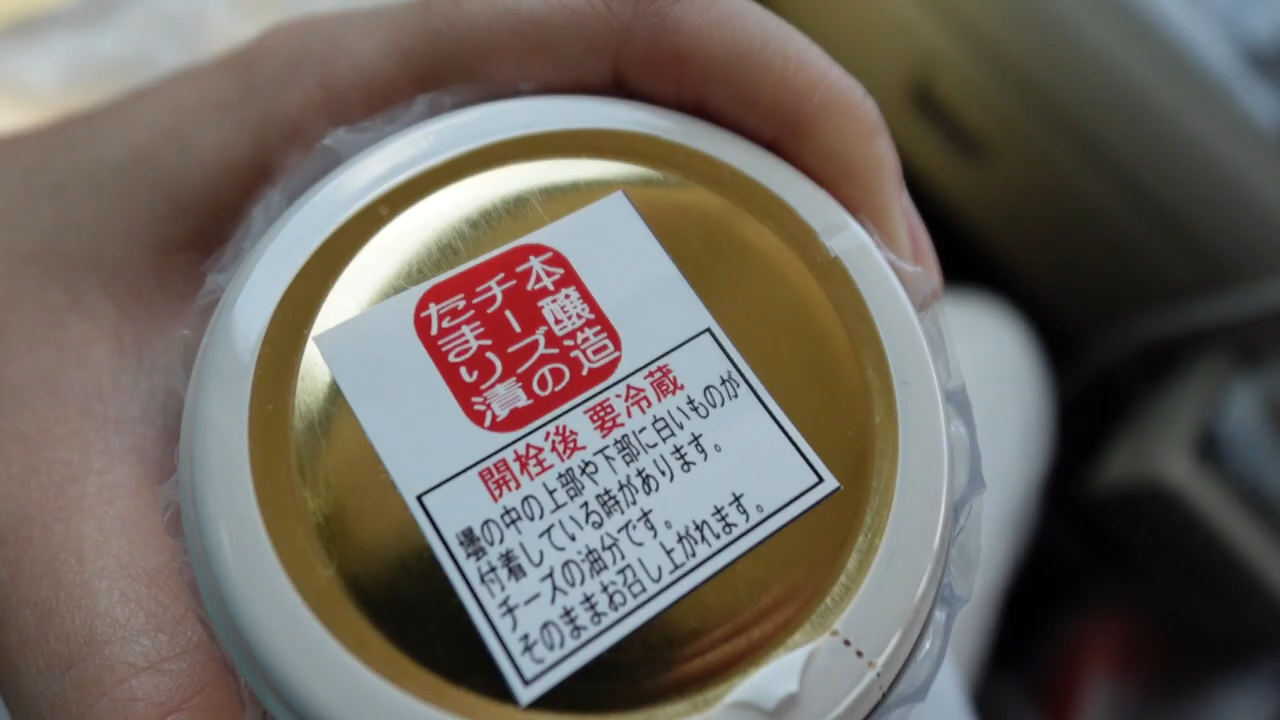 本醸造
チーズの
たまり漬
開栓後 要冷蔵
壜の中の上部や下部に白いものが
付着している時があります。
チーズの油分です。
そのままお召し上がれます。